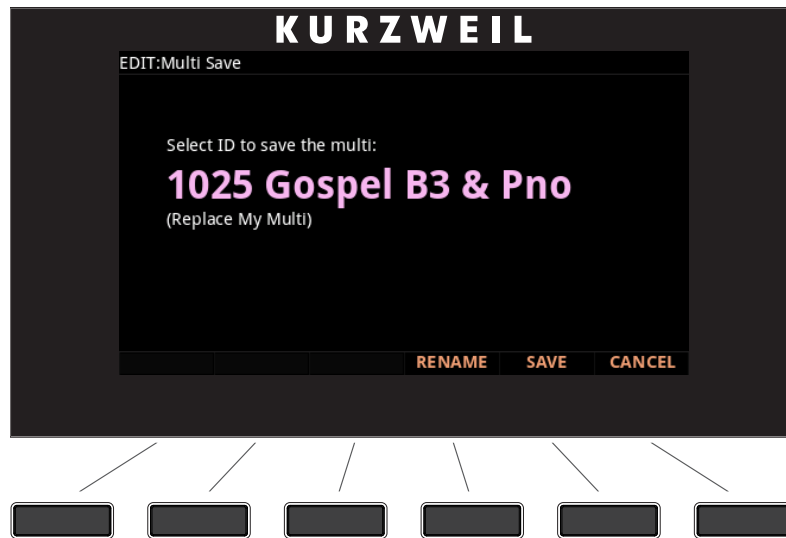 KURZWEIL
EDIT:Multi Save
Select ID to save the multi:
1025 Gospel B3 & Pno
(Replace My Multi)
RENAME SAVE CANCEL